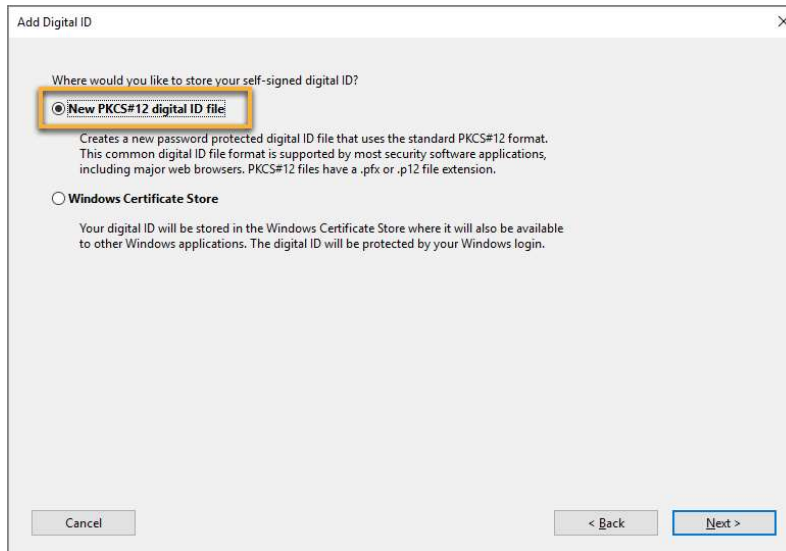 Add Digital ID
Where would you like to store your self-signed digital ID?
New PKCS#12 digital ID file
Creates a new password protected digital ID file that uses the standard PKCS#12 format.
This common digital ID file format is supported by most security software applications,
including major web browsers. PKCS#12 files have a .pfx or .p12 file extension.
Windows Certificate Store
Your digital ID will be stored in the Windows Certificate Store where it will also be available
to other Windows applications. The digital ID will be protected by your Windows login.
Cancel
< Back
Next >